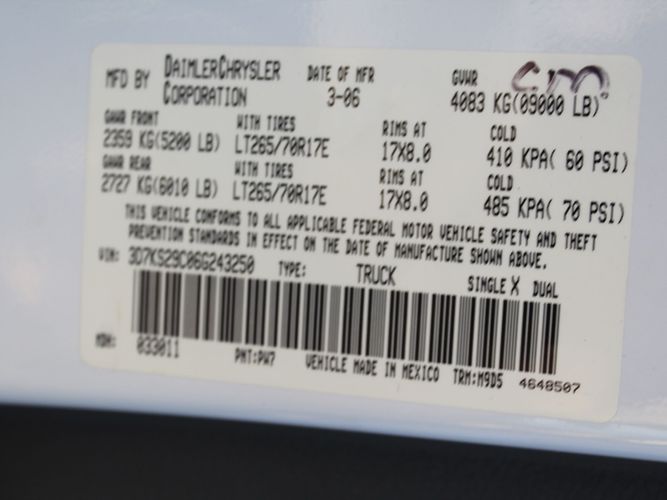 MFD BY DAIMLERCHRYSLER CORPORATION DATE OF MFR 3-06 GVWR 4083 KG(09000 LB)
cm
GAWR FRONT WITH TIRES RIMS AT COLD
2359 KG(5200 LB) LT265/70R17E 17X8.0 410 KPA( 60 PSI)
GAWR REAR WITH TIRES RIMS AT COLD
2727 KG(6010 LB) LT265/70R17E 17X8.0 485 KPA( 70 PSI)
THIS VEHICLE CONFORMS TO ALL APPLICABLE FEDERAL MOTOR VEHICLE SAFETY AND THEFT
PREVENTION STANDARDS IN EFFECT ON THE DATE OF MANUFACTURE SHOWN ABOVE.
VIN: 3D7KS29C06G243250 TYPE: TRUCK SINGLE X DUAL
MDH: 033011 PNT:PW7 VEHICLE MADE IN MEXICO TRM:M9D5 4648507